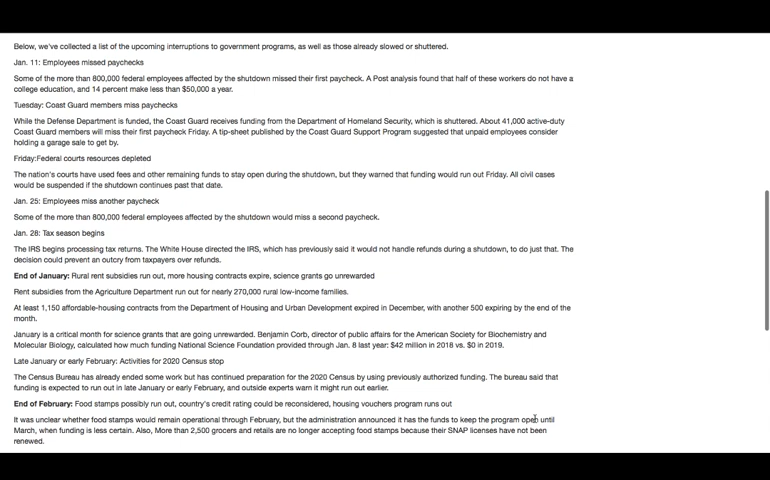 Below, we've collected a list of the upcoming interruptions to government programs, as well as those already slowed or shuttered.
Jan. 11: Employees missed paychecks
Some of the more than 800,000 federal employees affected by the shutdown missed their first paycheck. A Post analysis found that half of these workers do not have a
college education, and 14 percent make less than $50,000 a year.
Tuesday: Coast Guard members miss paychecks
While the Defense Department is funded, the Coast Guard receives funding from the Department of Homeland Security, which is shuttered. About 41,000 active-duty
Coast Guard members will miss their first paycheck Friday. A tip-sheet published by the Coast Guard Support Program suggested that unpaid employees consider
holding a garage sale to get by.
Friday:Federal courts resources depleted
The nation's courts have used fees and other remaining funds to stay open during the shutdown, but they warned that funding would run out Friday. All civil cases
would be suspended if the shutdown continues past that date.
Jan. 25: Employees miss another paycheck
Some of the more than 800,000 federal employees affected by the shutdown would miss a second paycheck.
Jan. 28: Tax season begins
The IRS begins processing tax returns. The White House directed the IRS, which has previously said it would not handle refunds during a shutdown, to do just that. The
decision could prevent an outcry from taxpayers over refunds.
End of January: Rural rent subsidies run out, more housing contracts expire, science grants go unrewarded
Rent subsidies from the Agriculture Department run out for nearly 270,000 rural low-income families.
At least 1,150 affordable-housing contracts from the Department of Housing and Urban Development expired in December, with another 500 expiring by the end of the
month.
January is a critical month for science grants that are going unrewarded. Benjamin Corb, director of public affairs for the American Society for Biochemistry and
Molecular Biology, calculated how much funding National Science Foundation provided through Jan. 8 last year: $42 million in 2018 vs. $0 in 2019.
Late January or early February: Activities for 2020 Census stop
The Census Bureau has already ended some work but has continued preparation for the 2020 Census by using previously authorized funding. The bureau said that
funding is expected to run out in late January or early February, and outside experts warn it might run out earlier.
End of February: Food stamps possibly run out, country's credit rating could be reconsidered, housing vouchers program runs out
It was unclear whether food stamps would remain operational through February, but the administration announced it has the funds to keep the program open until
March, when funding is less certain. Also, More than 2,500 grocers and retails are no longer accepting food stamps because their SNAP licenses have not been
renewed.